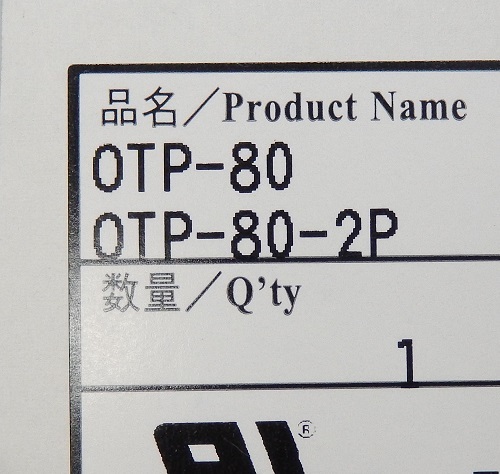 品名／Product Name
OTP-80
OTP-80-2P
数量／Q'ty
1
®